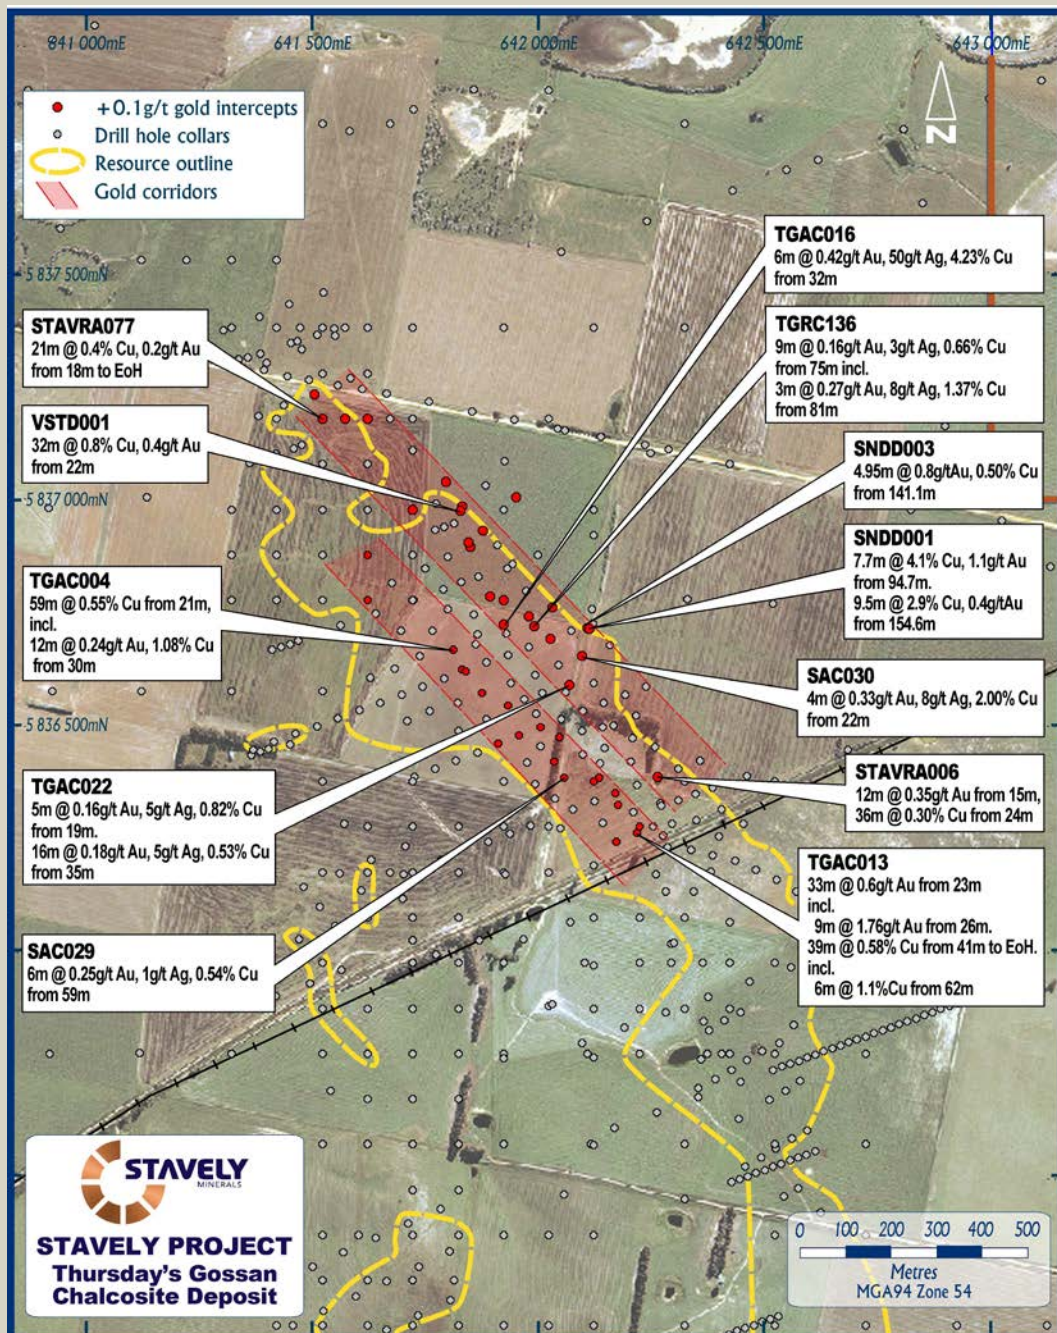 841 000mE
641 500mE
642 000mE
642 500mE
643 000mE
+0.1g/t gold intercepts
Drill hole collars
Resource outline
Gold corridors
N
5 837 500mN
5 837 000mN
5 836 500mN
TGAC016
6m @ 0.42g/t Au, 50g/t Ag, 4.23% Cu
from 32m
STAVRA077
21m @ 0.4% Cu, 0.2g/t Au
from 18m to EoH
TGRC136
9m @ 0.16g/t Au, 3g/t Ag, 0.66% Cu
from 75m incl.
3m @ 0.27g/t Au, 8g/t Ag, 1.37% Cu
from 81m
VSTD001
32m @ 0.8% Cu, 0.4g/t Au
from 22m
SNDD003
4.95m @ 0.8g/tAu, 0.50% Cu
from 141.1m
SNDD001
7.7m @ 4.1% Cu, 1.1g/t Au
from 94.7m.
9.5m @ 2.9% Cu, 0.4g/tAu
from 154.6m
TGAC004
59m @ 0.55% Cu from 21m,
incl.
12m @ 0.24g/t Au, 1.08% Cu
from 30m
SAC030
4m @ 0.33g/t Au, 8g/t Ag, 2.00% Cu
from 22m
TGAC022
5m @ 0.16g/t Au, 5g/t Ag, 0.82% Cu
from 19m.
16m @ 0.18g/t Au, 5g/t Ag, 0.53% Cu
from 35m
STAVRA006
12m @ 0.35g/t Au from 15m,
36m @ 0.30% Cu from 24m
TGAC013
33m @ 0.6g/t Au from 23m
incl.
9m @ 1.76g/t Au from 26m.
39m @ 0.58% Cu from 41m to EoH.
incl.
6m @ 1.1%Cu from 62m
SAC029
6m @ 0.25g/t Au, 1g/t Ag, 0.54% Cu
from 59m
STAVELY
MINERALS
STAVELY PROJECT
Thursday's Gossan
Chalcosite Deposit
0 100 200 300 400 500
Metres
MGA94 Zone 54